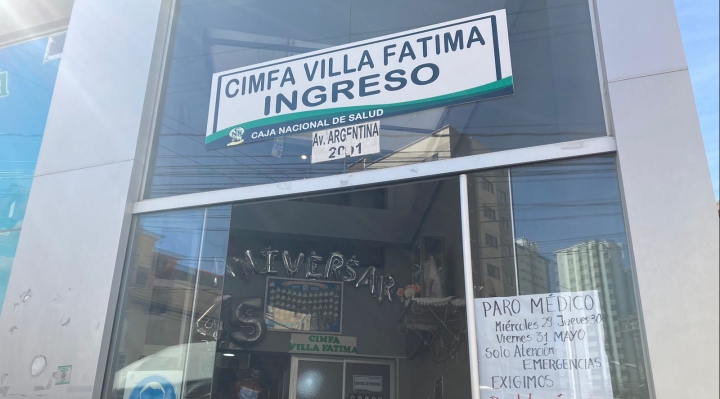 CIMFA VILLA FATIMA
INGRESO
CAJA NACIONAL DE SALUD
Av. ARGENTINA
2001
ANIVERSAR
45
CIMFA
VILLA FATIMA
PARO MÉDICO
Miércoles 29 Jueves 30
Viernes 31 MAYO
Solo Atención
EMERGENCIAS
EXIGIMOS